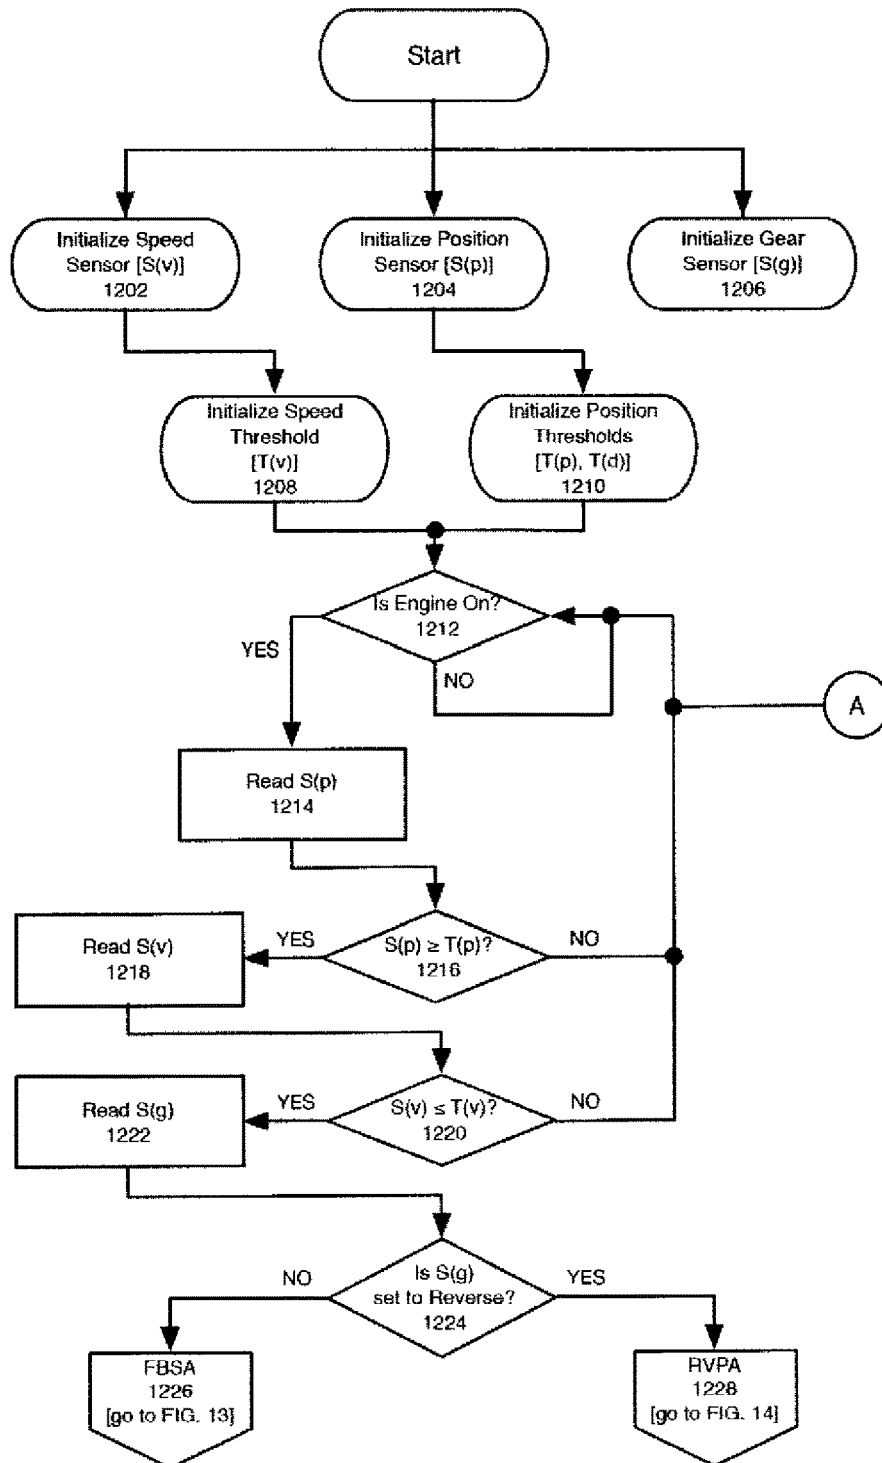 Start
Initialize Speed
Sensor [S(v)]
1202
Initialize Position
Sensor [S(p)]
1204
Initialize Gear
Sensor [S(g)]
1206
Initialize Speed
Threshold
[T(v)]
1208
Initialize Position
Thresholds
[T(p), T(d)]
1210
Is Engine On?
1212
YES
NO
A
Read S(p)
1214
Read S(v)
1218
YES
S(p) ≥ T(p)?
1216
NO
Read S(g)
1222
YES
S(v) ≤ T(v)?
1220
NO
NO
Is S(g)
set to Reverse?
1224
YES
FBSA
1226
[go to FIG. 13]
RVPA
1228
[go to FIG. 14]